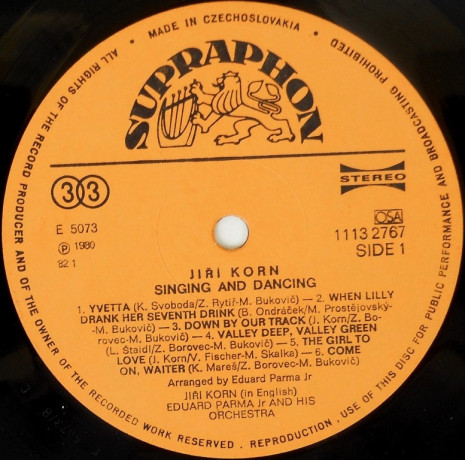 • MADE IN CZECHOSLOVAKIA •
ALL RIGHTS OF THE RECORD PRODUCER AND OF THE OWNER OF THE RECORDED WORK RESERVED . REPRODUCTION , USE OF THIS DISC FOR PUBLIC PERFORMANCE AND BROADCASTING PROHIBITED
SUPRAPHON
33
STEREO
E 5073
OSA
℗ 1980
1113 2767
82 1
SIDE 1
JIŘI KORN
SINGING AND DANCING
1. YVETTA (K. Svoboda/Z. Rytíř-M. Bukovič) — 2. WHEN LILLY
DRANK HER SEVENTH DRINK (B. Ondráček/M. Prostějovský-
M. Bukovič) — 3. DOWN BY OUR TRACK (J. Korn/Z. Bo-
rovec-M. Bukovič) — 4. VALLEY DEEP, VALLEY GREEN
(L. Staidl/Z. Borovec-M. Bukovič) — 5. THE GIRL TO
LOVE (J. Korn/V. Fischer-M. Skalka) — 6. COME
ON, WAITER (K. Mareš/Z. Borovec-M. Bukovič)
Arranged by Eduard Parma Jr
JIŘI KORN (in English)
EDUARD PARMA Jr AND HIS
ORCHESTRA